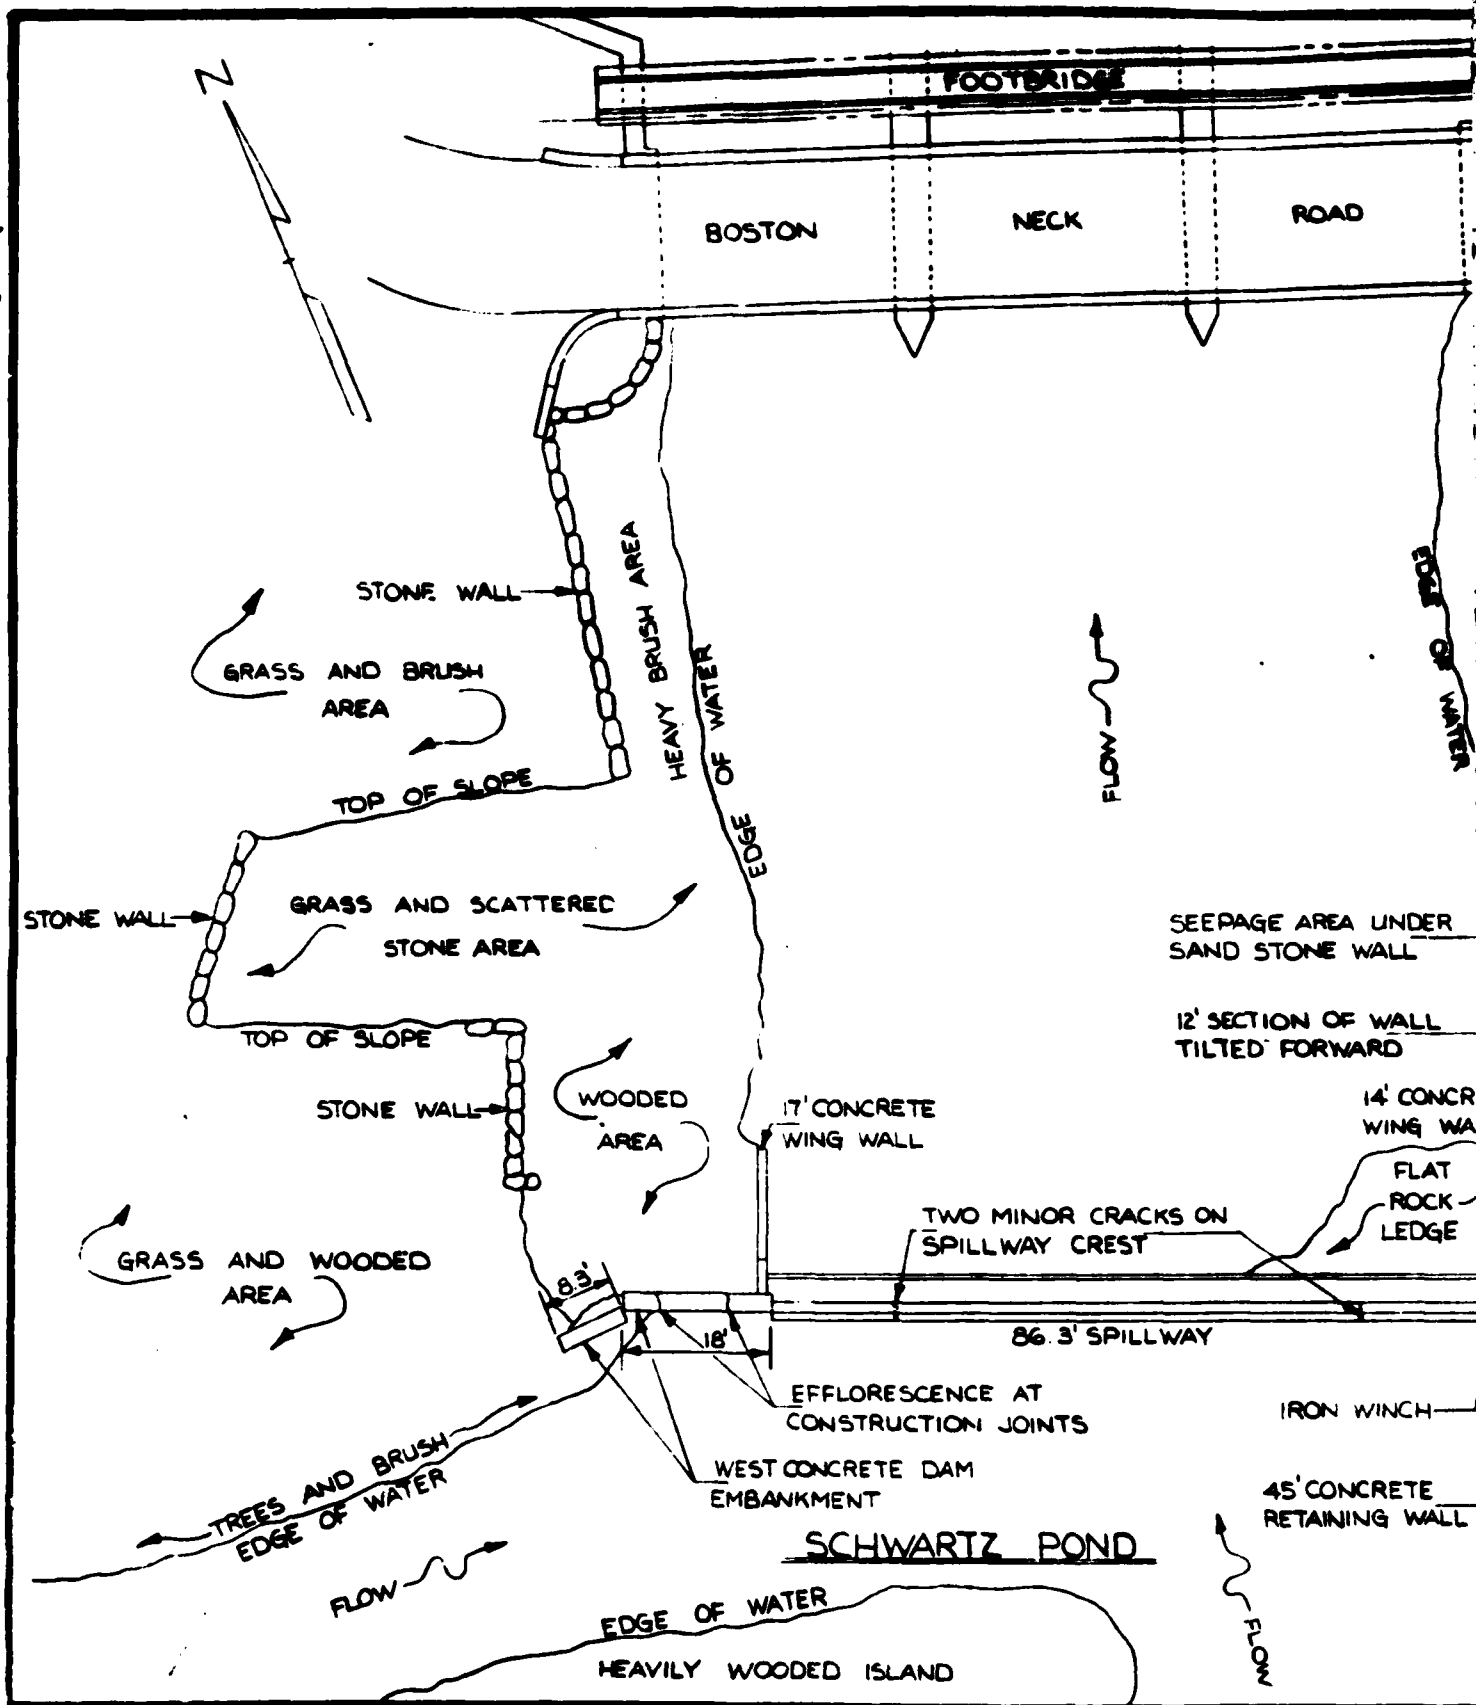 N
FOOTBRIDGE
BOSTON NECK ROAD
STONE WALL
HEAVY BRUSH AREA
EDGE OF WATER
EDGE OF WATER
GRASS AND BRUSH
AREA
FLOW
TOP OF SLOPE
STONE WALL
GRASS AND SCATTERED
STONE AREA
SEEPAGE AREA UNDER
SAND STONE WALL
TOP OF SLOPE
12' SECTION OF WALL
TILTED FORWARD
STONE WALL
WOODED
AREA
17' CONCRETE
WING WALL
14' CONCR
WING WA
FLAT
ROCK
LEDGE
TWO MINOR CRACKS ON
SPILLWAY CREST
GRASS AND WOODED
AREA
8.3'
18'
86.3' SPILLWAY
EFFLORESCENCE AT
CONSTRUCTION JOINTS
IRON WINCH
WEST CONCRETE DAM
EMBANKMENT
45' CONCRETE
RETAINING WALL
TREES AND BRUSH
EDGE OF WATER
SCHWARTZ POND
FLOW
EDGE OF WATER
HEAVILY WOODED ISLAND
FLOW